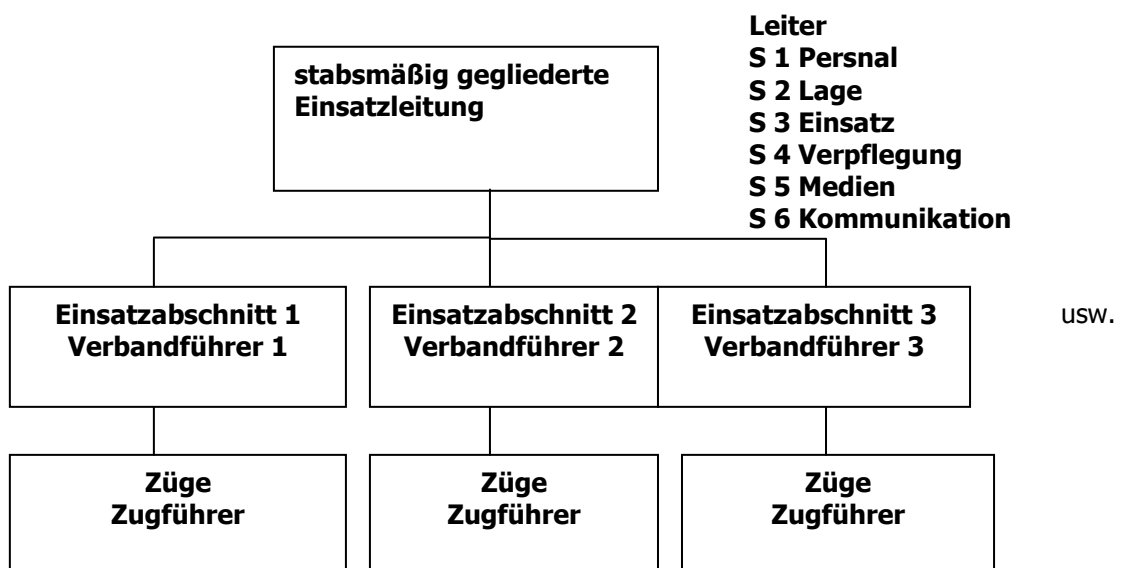 stabsmäßig gegliederte
Einsatzleitung
Leiter
S 1 Persnal
S 2 Lage
S 3 Einsatz
S 4 Verpflegung
S 5 Medien
S 6 Kommunikation
Einsatzabschnitt 1
Verbandführer 1
Einsatzabschnitt 2
Verbandführer 2
Einsatzabschnitt 3
Verbandführer 3
usw.
Züge
Zugführer
Züge
Zugführer
Züge
Zugführer